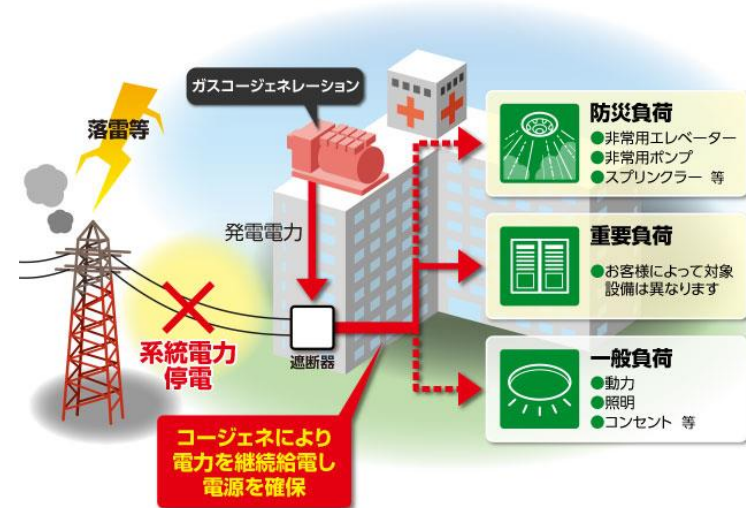 ガスコージェネレーション
落雷等
発電電力
系統電力
停電
遮断器
コージェネにより
電力を継続給電し
電源を確保
防災負荷
●非常用エレベーター
●非常用ポンプ
●スプリンクラー 等
重要負荷
●お客様によって対象
設備は異なります
一般負荷
●動力
●照明
●コンセント 等